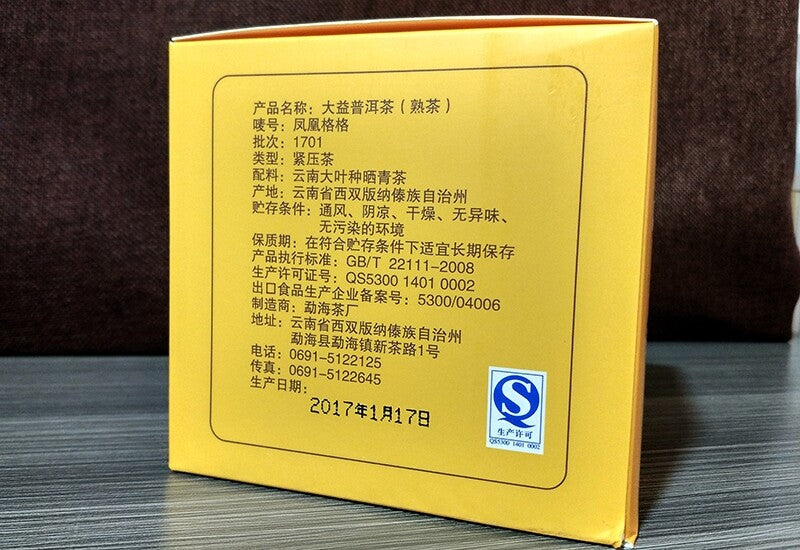 产品名称：大益普洱茶（熟茶）
唛号：凤凰格格
批次：1701
类型：紧压茶
配料：云南大叶种晒青茶
产地：云南省西双版纳傣族自治州
贮存条件：通风、阴凉、干燥、无异味、
无污染的环境
保质期：在符合贮存条件下适宜长期保存
产品执行标准：GB/T 22111-2008
生产许可证号：QS5300 1401 0002
出口食品生产企业备案号：5300/04006
制造商：勐海茶厂
地址：云南省西双版纳傣族自治州
勐海县勐海镇新茶路1号
电话：0691-5122125
传真：0691-5122645
生产日期：
2017年1月17日
QS
生产许可
QS5300 1401 0002